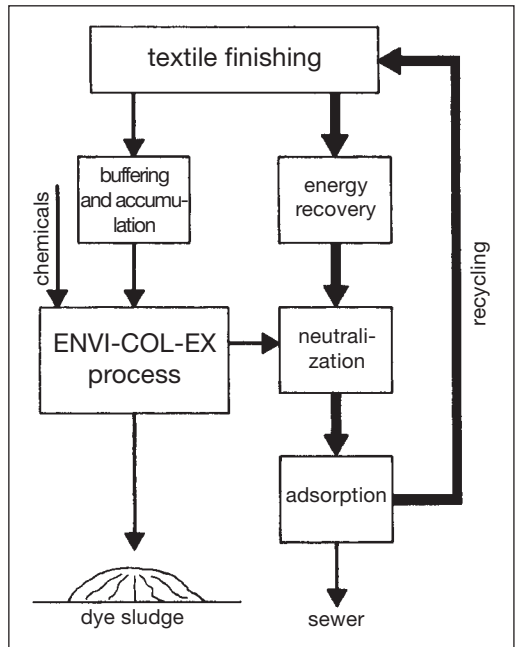 textile finishing
buffering
and accumu-
lation
energy
recovery
chemicals
recycling
ENVI-COL-EX
process
neutrali-
zation
adsorption
dye sludge
sewer